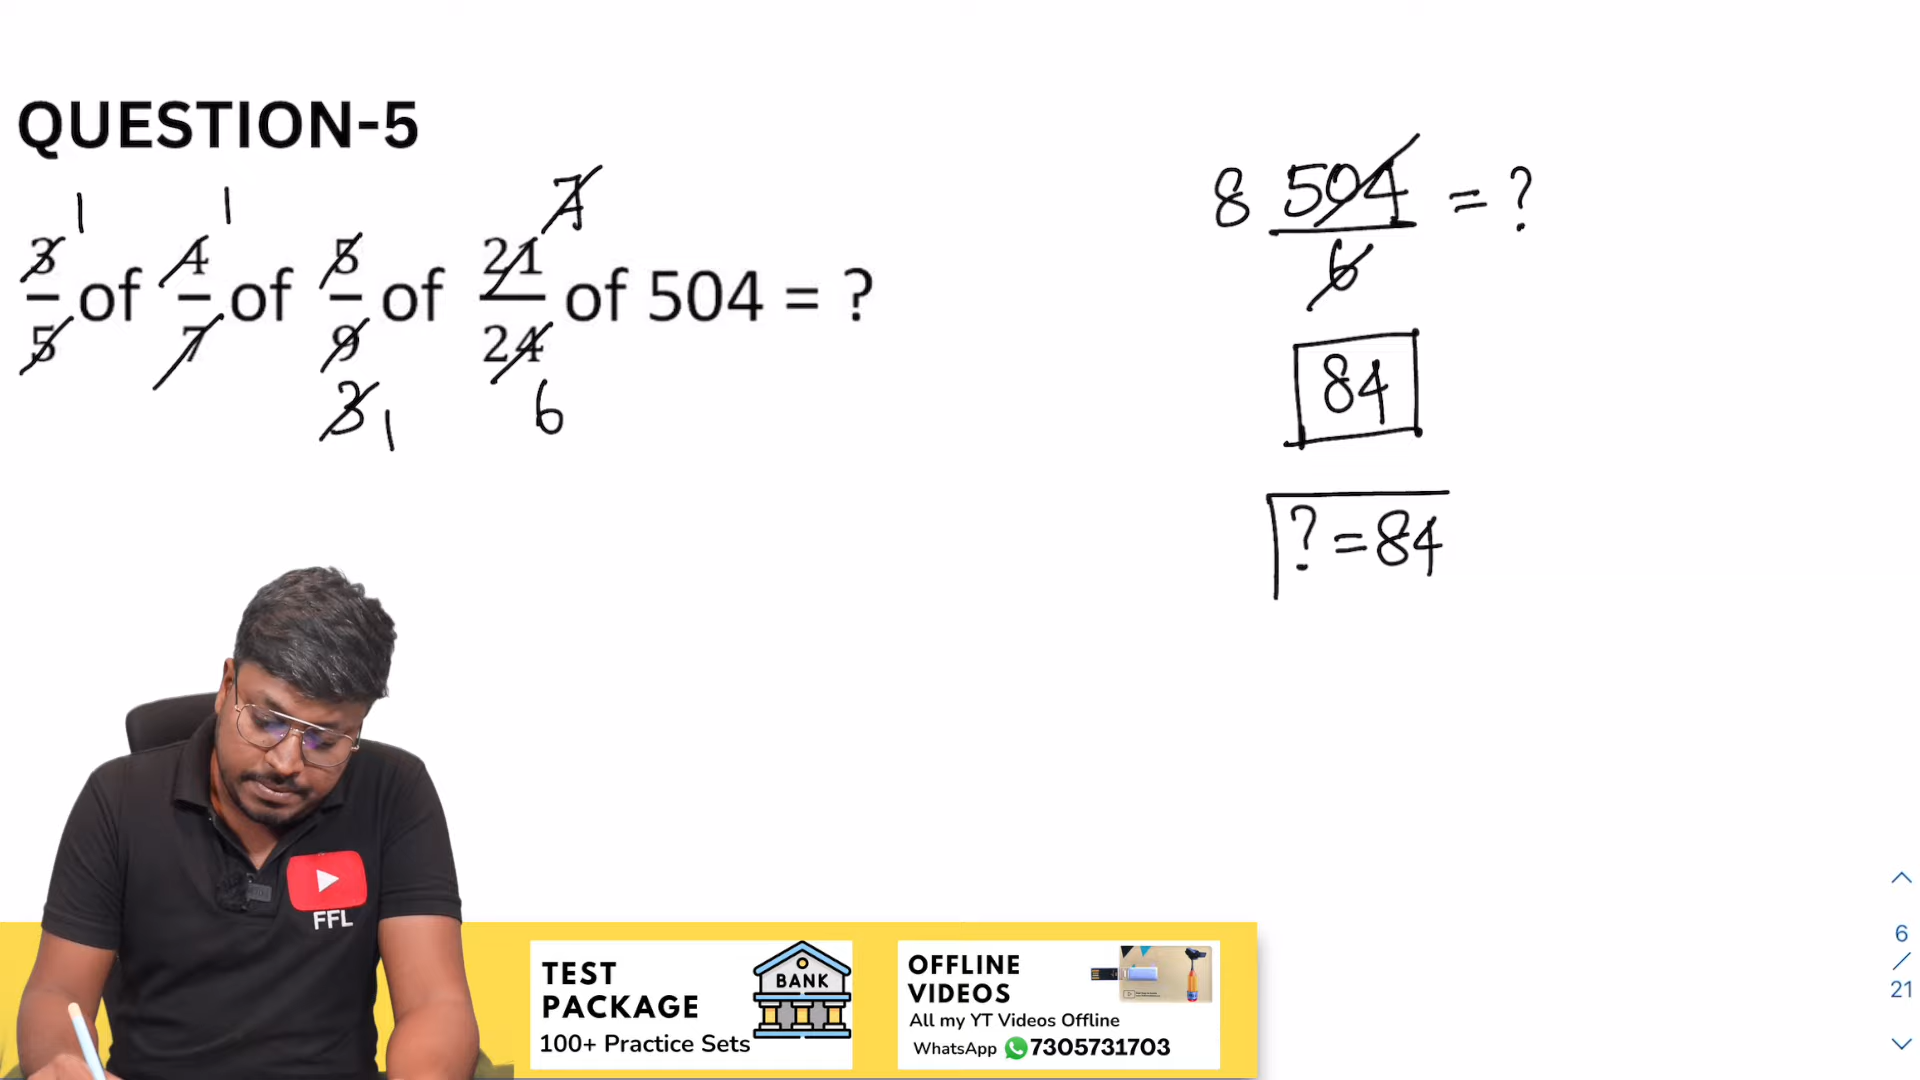 QUESTION-5
1 1 7
3/5 of 4/7 of 5/9 of 21/24 of 504 = ?
3 1 6
8 504/6 = ?
84
? = 84
FFL
TEST
PACKAGE
100+ Practice Sets
BANK
OFFLINE
VIDEOS
All my YT Videos Offline
WhatsApp 7305731703
6
/
21